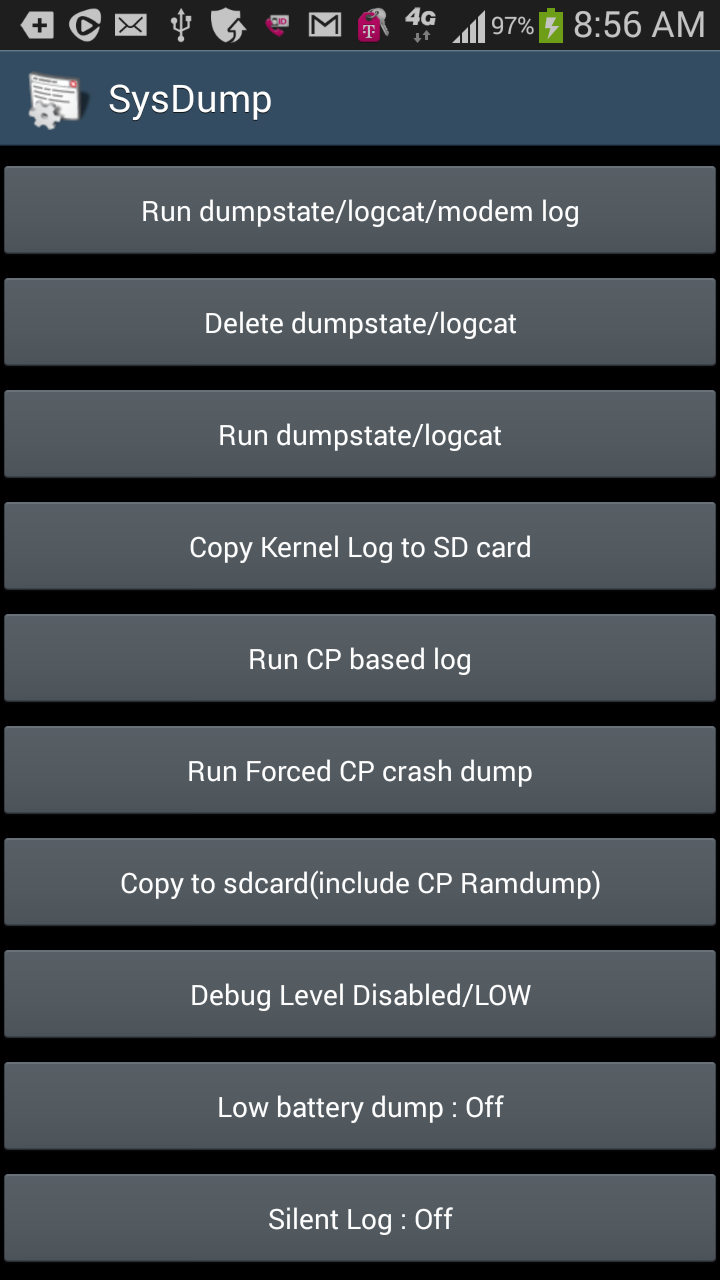 4G 97% 8:56 AM
SysDump
Run dumpstate/logcat/modem log
Delete dumpstate/logcat
Run dumpstate/logcat
Copy Kernel Log to SD card
Run CP based log
Run Forced CP crash dump
Copy to sdcard(include CP Ramdump)
Debug Level Disabled/LOW
Low battery dump : Off
Silent Log : Off